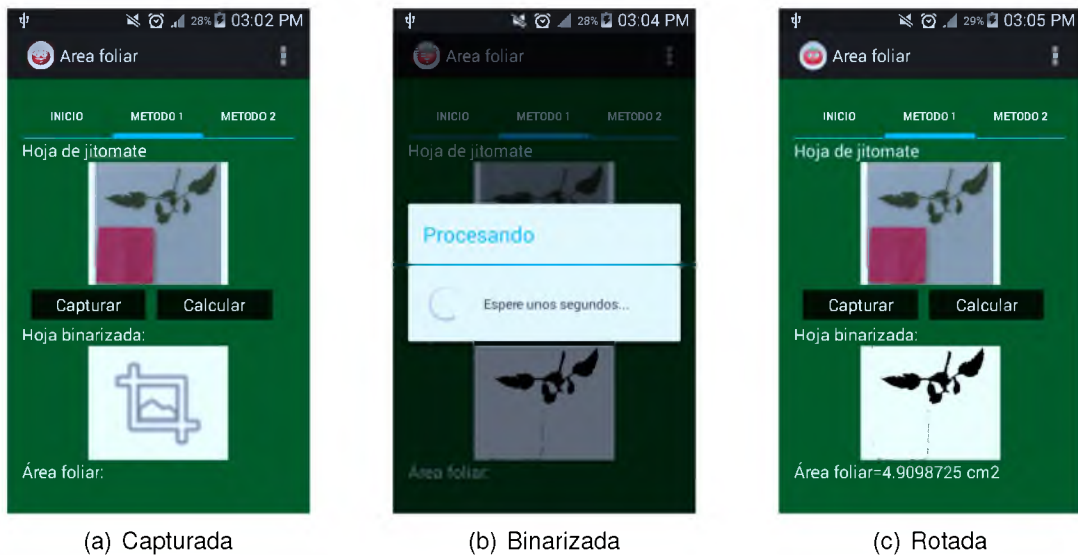 28% 03:02 PM
Area foliar
INICIO METODO 1 METODO 2
Hoja de jitomate
Capturar Calcular
Hoja binarizada:
Área foliar:
(a) Capturada
28% 03:04 PM
Area foliar
INICIO METODO 1 METODO 2
Hoja de jitomate
Procesando
Espere unos segundos...
Área foliar:
(b) Binarizada
29% 03:05 PM
Area foliar
INICIO METODO 1 METODO 2
Hoja de jitomate
Capturar Calcular
Hoja binarizada:
Área foliar=4.9098725 cm2
(c) Rotada